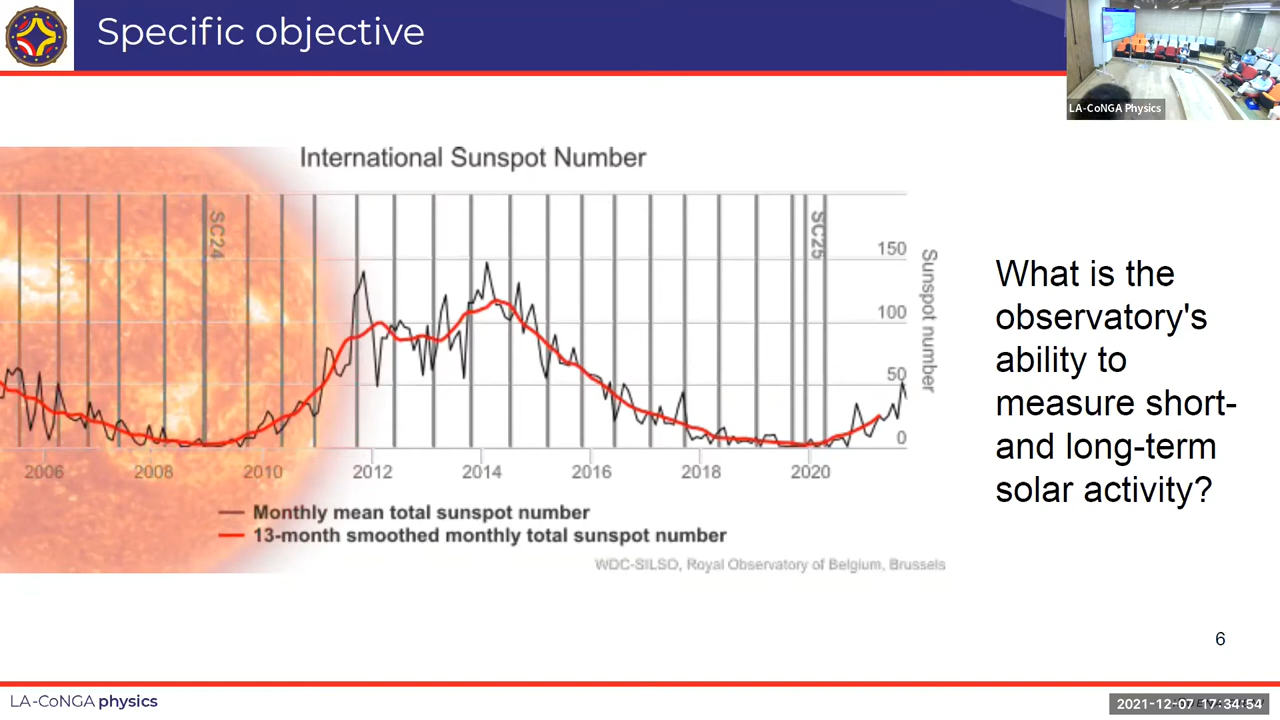 Specific objective
LA-CoNGA Physics
International Sunspot Number
SC24
SC25
150
100
50
0
Sunspot number
2006
2008
2010
2012
2014
2016
2018
2020
Monthly mean total sunspot number
13-month smoothed monthly total sunspot number
WDC-SILSO, Royal Observatory of Belgium, Brussels
What is the
observatory's
ability to
measure short-
and long-term
solar activity?
6
LA-CoNGA physics
2021-12-07 17:34:54